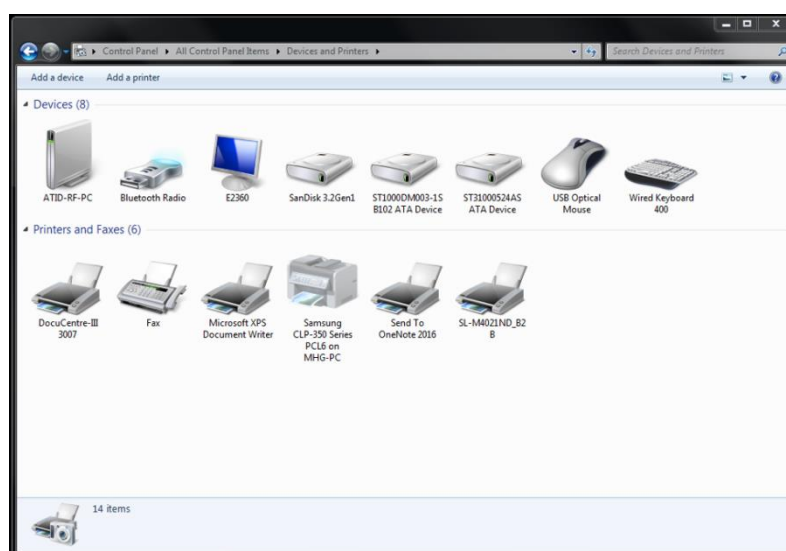 Control Panel ▸ All Control Panel Items ▸ Devices and Printers ▸
Search Devices and Printers
Add a device Add a printer
Devices (8)
ATID-RF-PC
Bluetooth Radio
E2360
SanDisk 3.2Gen1
ST1000DM003-1S
B102 ATA Device
ST31000524AS
ATA Device
USB Optical
Mouse
Wired Keyboard
400
Printers and Faxes (6)
DocuCentre-III
3007
Fax
Microsoft XPS
Document Writer
Samsung
CLP-350 Series
PCL6 on
MHG-PC
Send To
OneNote 2016
SL-M4021ND_B2
B
14 items